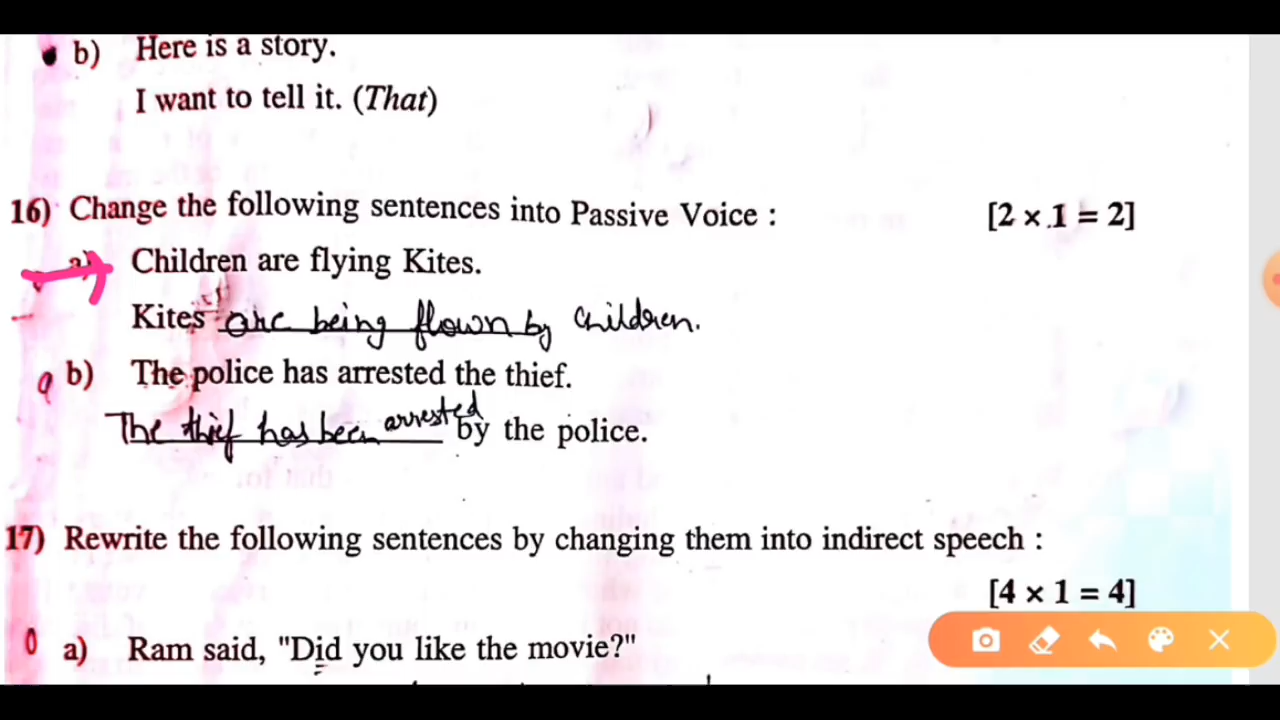 b) Here is a story.
I want to tell it. (That)
16) Change the following sentences into Passive Voice : [2 × 1 = 2]
a) Children are flying Kites.
Kites are being flown by children.
b) The police has arrested the thief.
The thief has been arrested by the police.
17) Rewrite the following sentences by changing them into indirect speech :
[4 × 1 = 4]
a) Ram said, "Did you like the movie?"